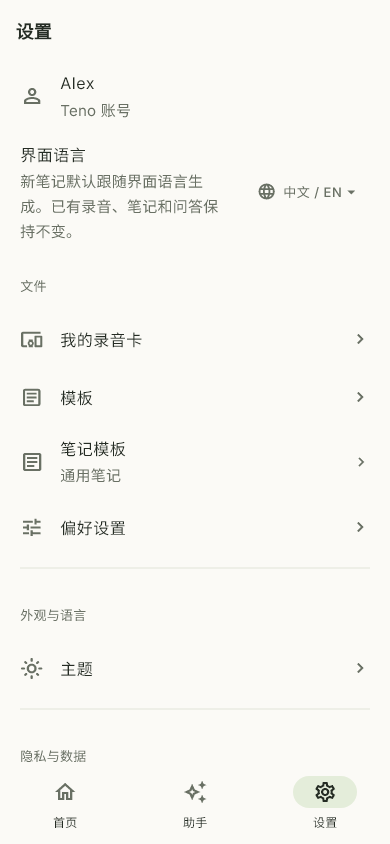 设置
Alex
Teno 账号
界面语言
新笔记默认跟随界面语言生
成。已有录音、笔记和问答保
持不变。
中文 / EN
文件
我的录音卡
模板
笔记模板
通用笔记
偏好设置
外观与语言
主题
隐私与数据
首页
助手
设置